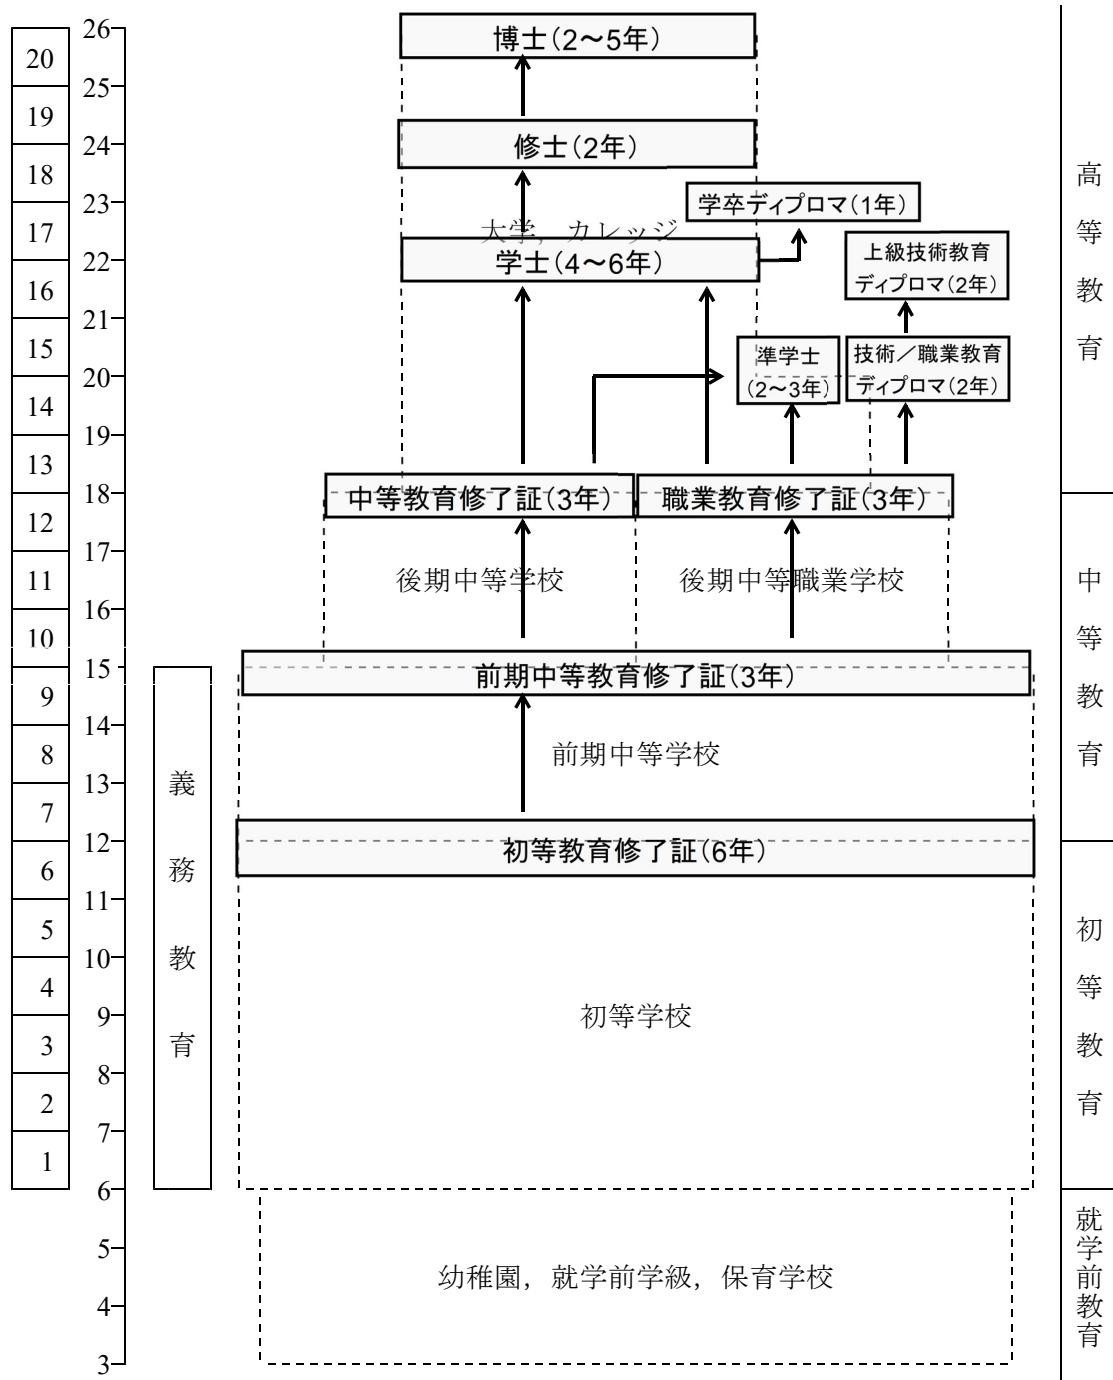 26
博士(2～5年)
20
25
19
修士(2年)
24
18
学卒ディプロマ(1年)
23
17
大学，カレッジ
学士(4～6年)
22
上級技術教育
ディプロマ(2年)
16
21
15
準学士
(2～3年)
技術／職業教育
ディプロマ(2年)
20
14
19
13
中等教育修了証(3年)
職業教育修了証(3年)
18
12
17
後期中等学校
後期中等職業学校
11
16
10
15
前期中等教育修了証(3年)
9
14
前期中等学校
8
13
7
12
初等教育修了証(6年)
6
11
5
10
4
初等学校
9
3
8
2
7
1
6
5
幼稚園，就学前学級，保育学校
4
3
義務教育
高等教育
中等教育
初等教育
就学前教育